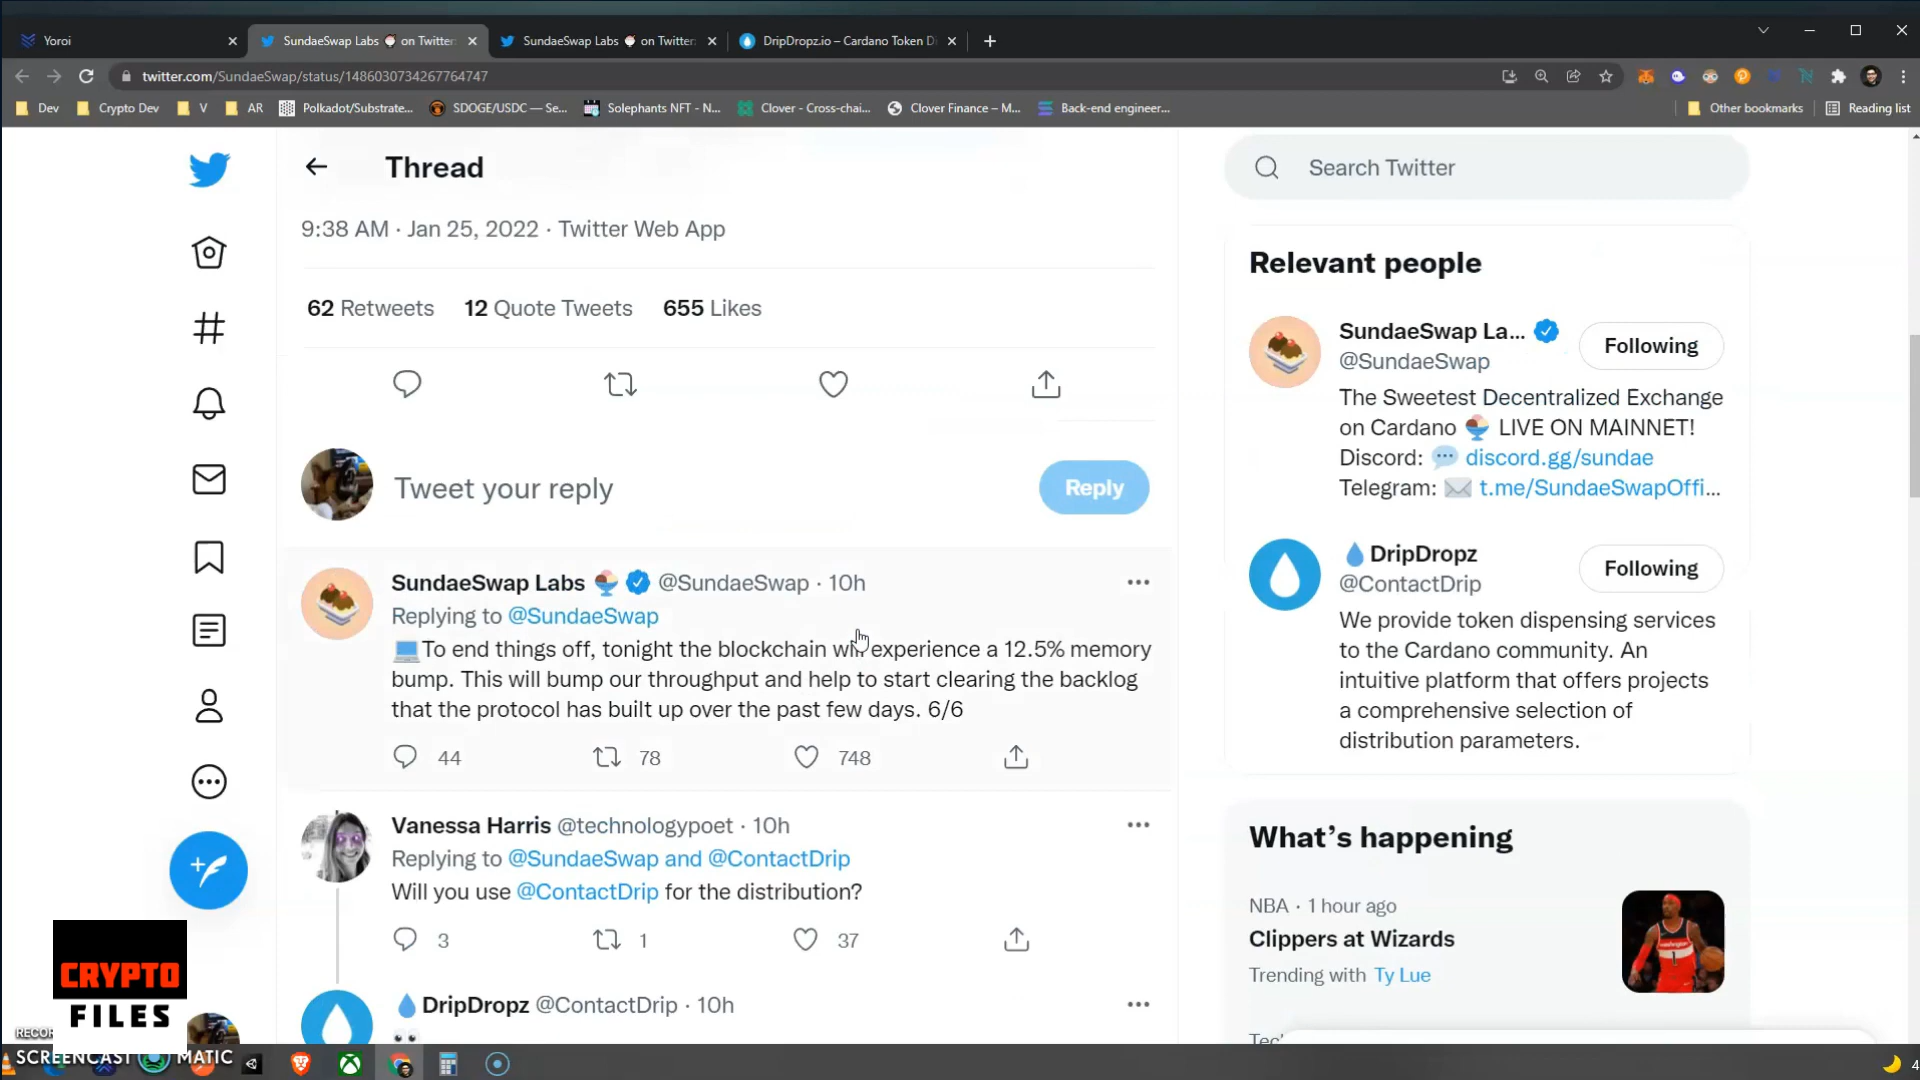 Yoroi
SundaeSwap Labs on Twitter
SundaeSwap Labs on Twitter:
DripDropz.io – Cardano Token D
twitter.com/SundaeSwap/status/1486030734267764747
Dev
Crypto Dev
V
AR
Polkadot/Substrate...
SDOGE/USDC — Se...
Solephants NFT - N...
Clover - Cross-chai...
Clover Finance – M...
Back-end engineer...
Other bookmarks
Reading list
Thread
9:38 AM · Jan 25, 2022 · Twitter Web App
62 Retweets 12 Quote Tweets 655 Likes
Tweet your reply
Reply
SundaeSwap Labs @SundaeSwap · 10h
Replying to @SundaeSwap
To end things off, tonight the blockchain will experience a 12.5% memory
bump. This will bump our throughput and help to start clearing the backlog
that the protocol has built up over the past few days. 6/6
44 78 748
Vanessa Harris @technologypoet · 10h
Replying to @SundaeSwap and @ContactDrip
Will you use @ContactDrip for the distribution?
3 1 37
DripDropz @ContactDrip · 10h
Search Twitter
Relevant people
SundaeSwap La...
Following
@SundaeSwap
The Sweetest Decentralized Exchange
on Cardano LIVE ON MAINNET!
Discord: discord.gg/sundae
Telegram: t.me/SundaeSwapOffi...
DripDropz
Following
@ContactDrip
We provide token dispensing services
to the Cardano community. An
intuitive platform that offers projects
a comprehensive selection of
distribution parameters.
What's happening
NBA · 1 hour ago
Clippers at Wizards
Trending with Ty Lue
CRYPTO
FILES
SCREENCAST MATIC
4